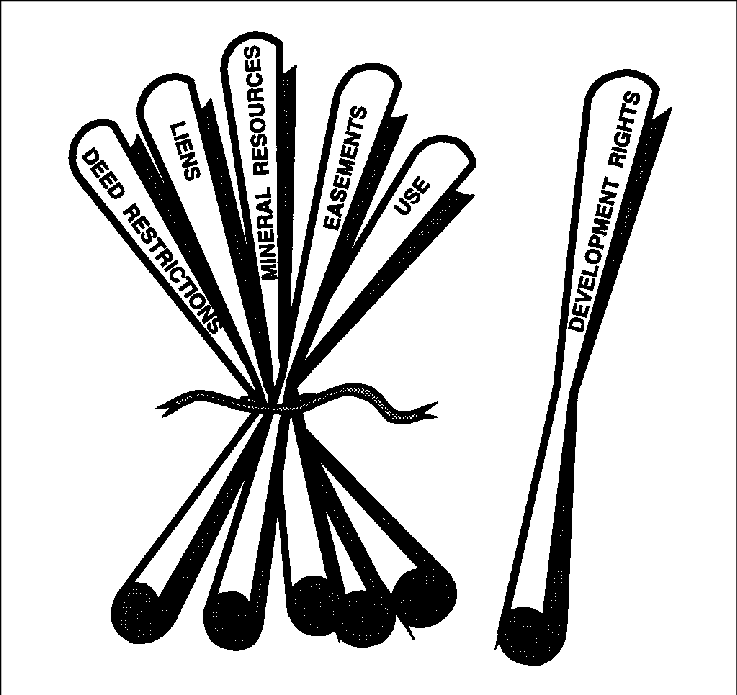 DEED RESTRICTIONS
LIENS
MINERAL RESOURCES
EASEMENTS
USE
DEVELOPMENT RIGHTS